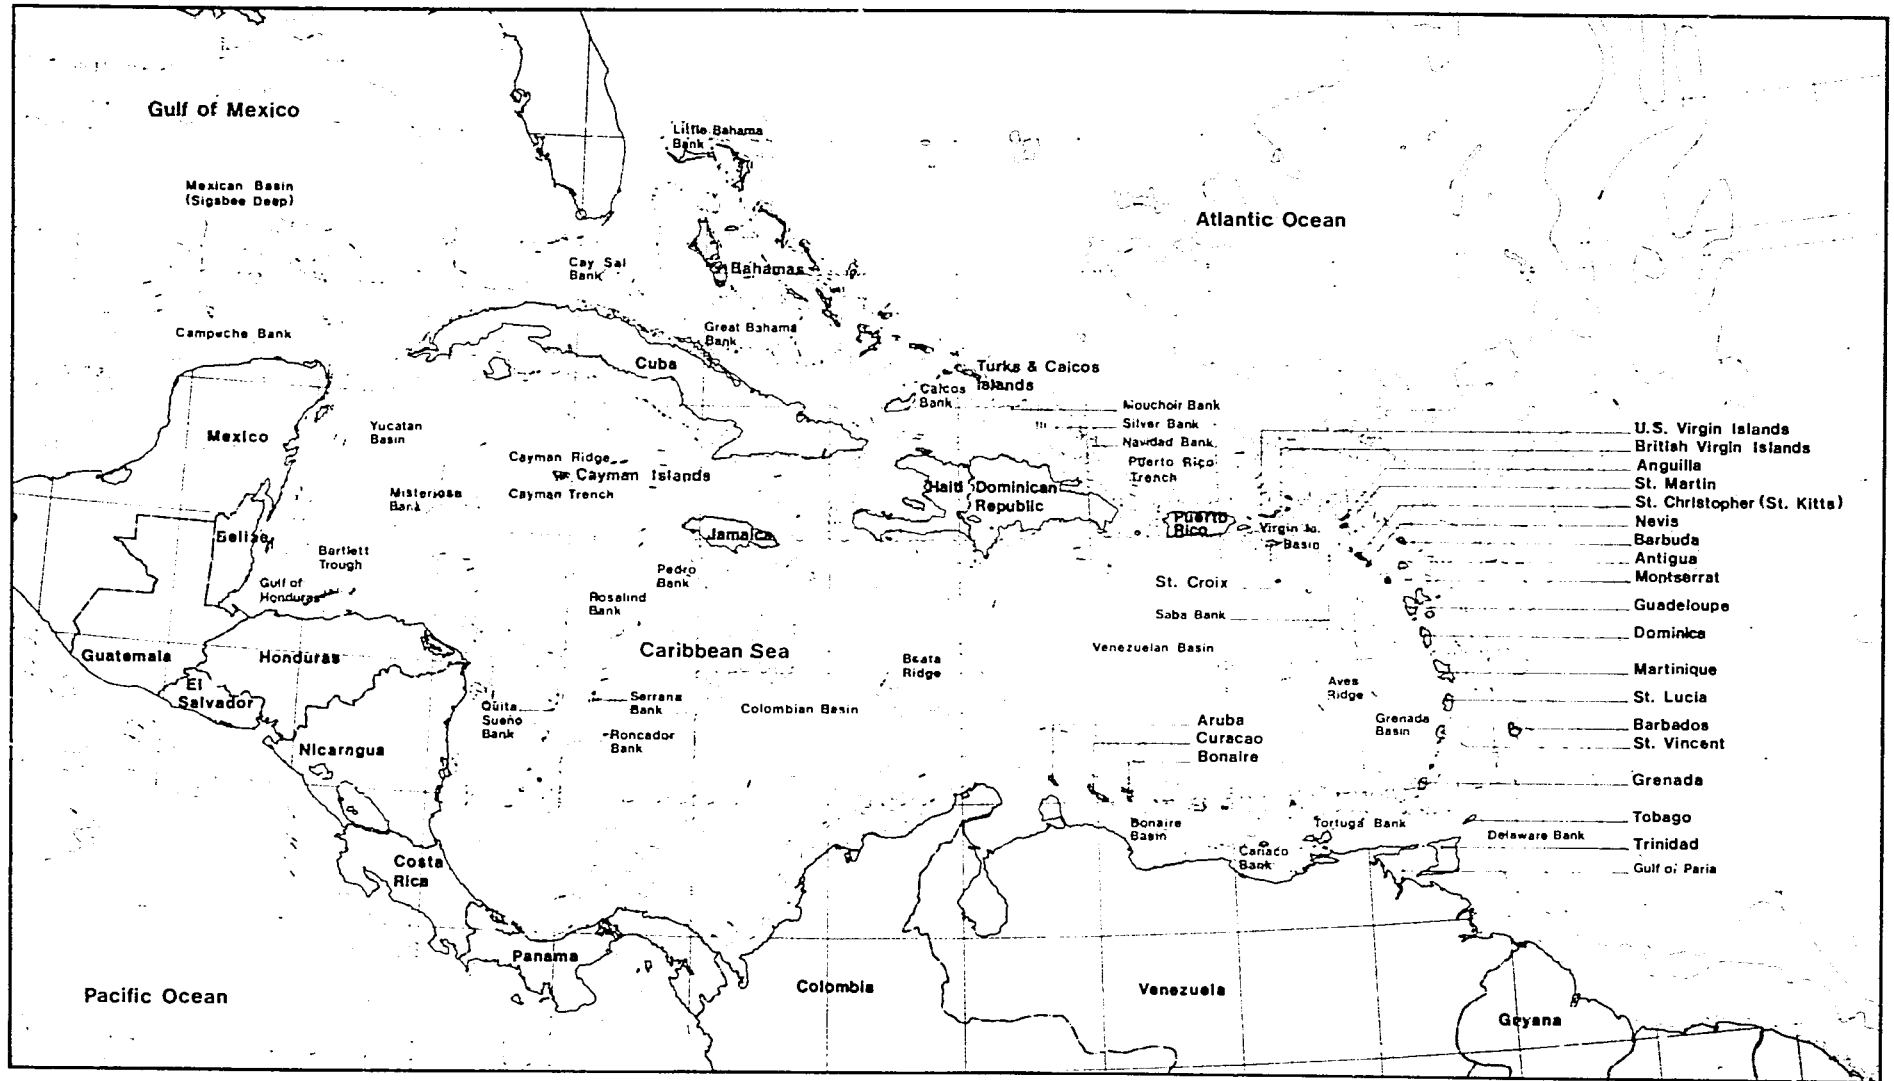 Gulf of Mexico
Little Bahama
Bank
Mexican Basin
(Sigsbee Deep)
Atlantic Ocean
Cay Sal
Bank
Bahamas
Campeche Bank
Great Bahama
Bank
Cuba
Turks & Caicos
Islands
Caicos
Bank
Mouchoir Bank
Silver Bank
Navidad Bank
Puerto Rico
Trench
Mexico
Yucatan
Basin
Cayman Ridge
Cayman Islands
Cayman Trench
Misteriosa
Bank
Haiti
Dominican
Republic
Puerto
Rico
Virgin Is.
Basin
Jamaica
Belize
Bartlett
Trough
Gulf of
Honduras
Pedro
Bank
Rosalind
Bank
St. Croix
Saba Bank
U.S. Virgin Islands
British Virgin Islands
Anguilla
St. Martin
St. Christopher (St. Kitts)
Nevis
Barbuda
Antigua
Montserrat
Guadeloupe
Dominica
Martinique
St. Lucia
Barbados
St. Vincent
Grenada
Tobago
Trinidad
Gulf of Paria
Guatemala
Honduras
Caribbean Sea
Beata
Ridge
Venezuelan Basin
Aves
Ridge
Grenada
Basin
El
Salvador
Quita
Sueño
Bank
Serrana
Bank
Roncador
Bank
Colombian Basin
Aruba
Curacao
Bonaire
Nicaragua
Bonaire
Basin
Tortuga Bank
Cariaco
Bank
Delaware Bank
Costa
Rica
Panama
Pacific Ocean
Colombia
Venezuela
Guyana